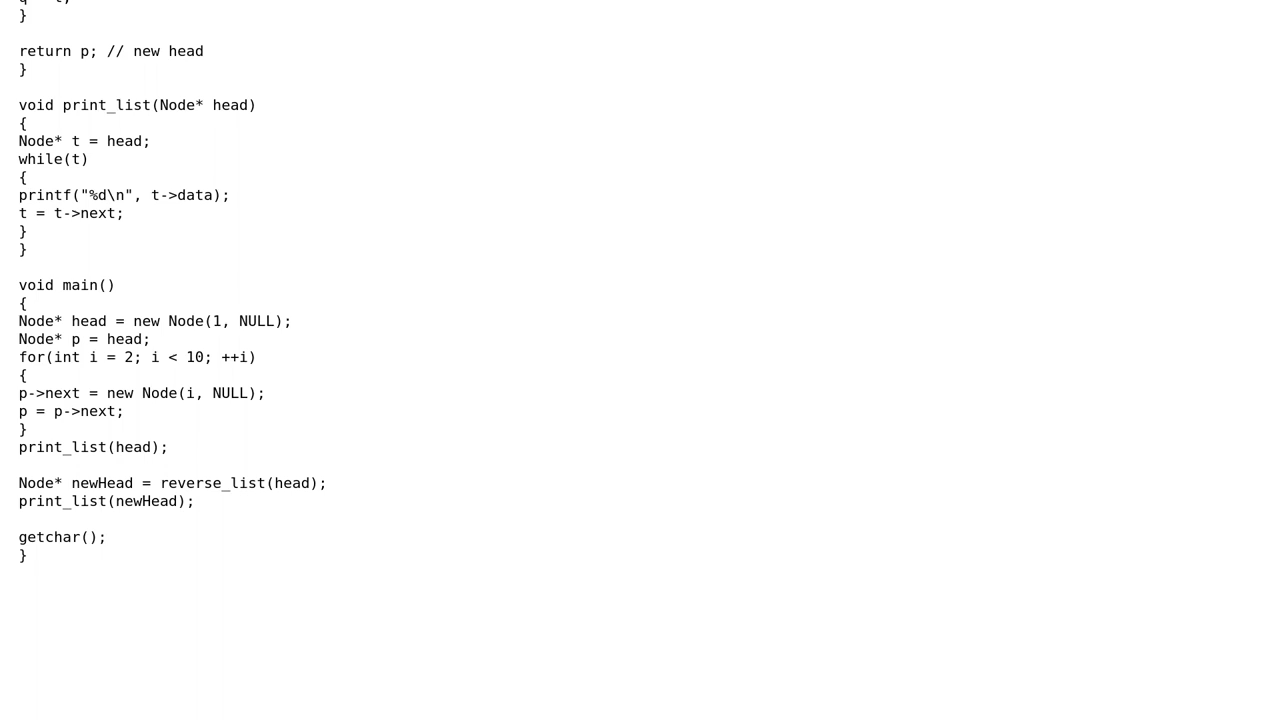 }
return p; // new head
}
void print_list(Node* head)
{
Node* t = head;
while(t)
{
printf("%d\n", t->data);
t = t->next;
}
}
void main()
{
Node* head = new Node(1, NULL);
Node* p = head;
for(int i = 2; i < 10; ++i)
{
p->next = new Node(i, NULL);
p = p->next;
}
print_list(head);
Node* newHead = reverse_list(head);
print_list(newHead);
getchar();
}